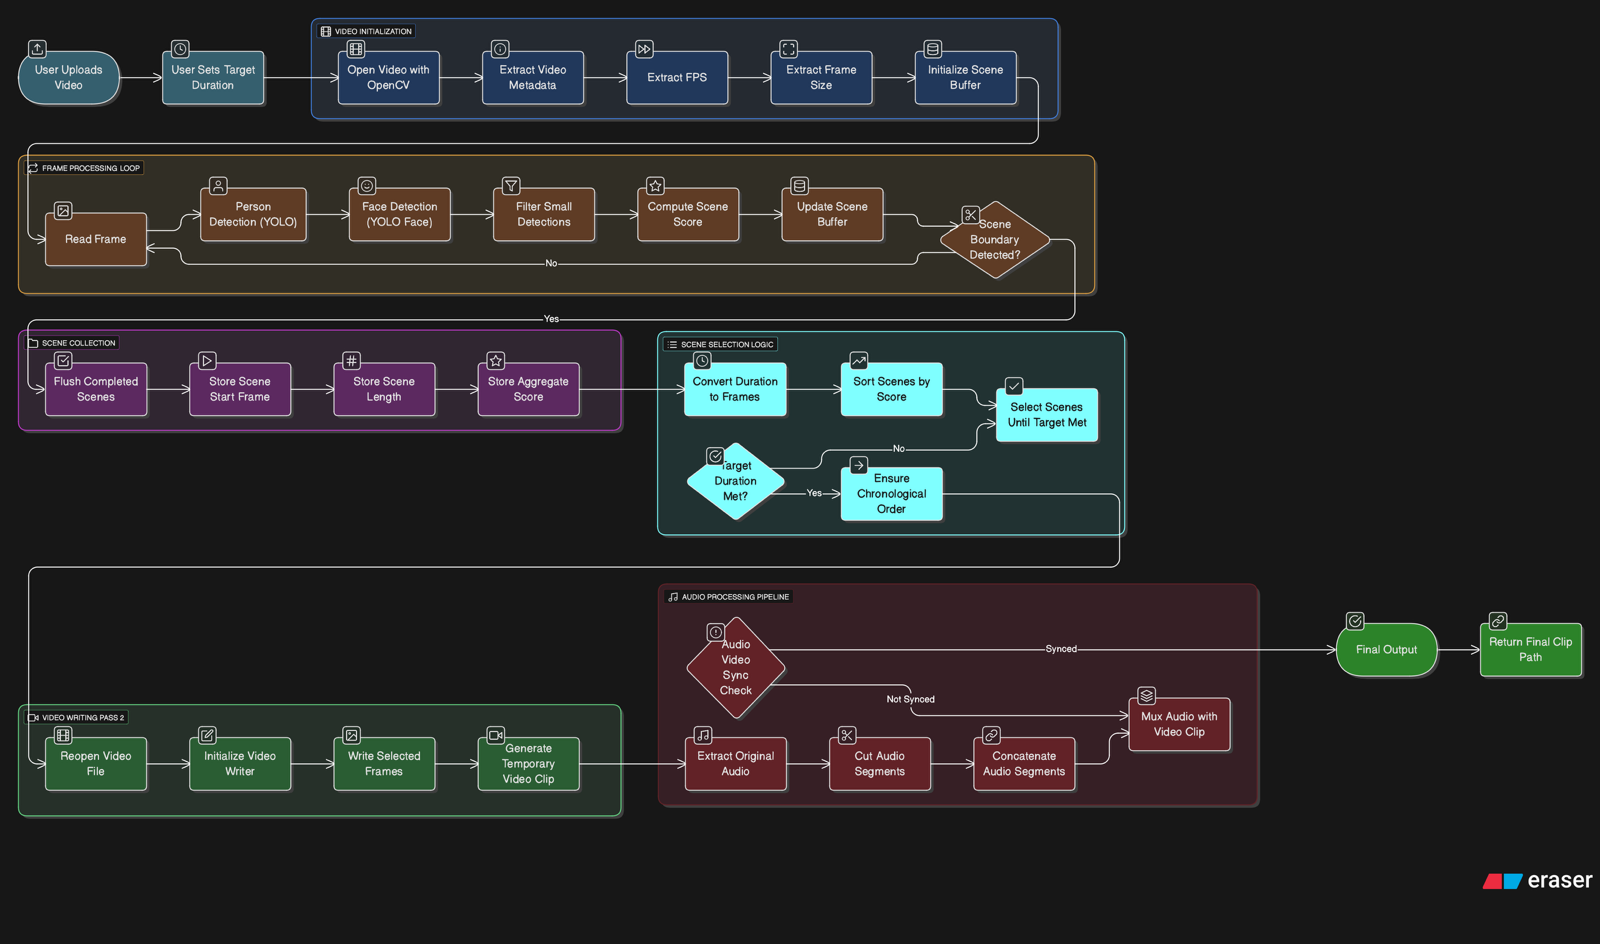 VIDEO INITIALIZATION
User Uploads
Video
User Sets Target
Duration
Open Video with
OpenCV
Extract Video
Metadata
Extract FPS
Extract Frame
Size
Initialize Scene
Buffer
FRAME PROCESSING LOOP
Read Frame
Person
Detection (YOLO)
Face Detection
(YOLO Face)
Filter Small
Detections
Compute Scene
Score
Update Scene
Buffer
Scene
Boundary
Detected?
No
Yes
SCENE COLLECTION
Flush Completed
Scenes
Store Scene
Start Frame
Store Scene
Length
Store Aggregate
Score
SCENE SELECTION LOGIC
Convert Duration
to Frames
Sort Scenes by
Score
Select Scenes
Until Target Met
Target
Duration
Met?
No
Yes
Ensure
Chronological
Order
VIDEO WRITING PASS 2
Reopen Video
File
Initialize Video
Writer
Write Selected
Frames
Generate
Temporary
Video Clip
AUDIO PROCESSING PIPELINE
Audio
Video
Sync
Check
Synced
Not Synced
Extract Original
Audio
Cut Audio
Segments
Concatenate
Audio Segments
Mux Audio with
Video Clip
Final Output
Return Final Clip
Path
eraser